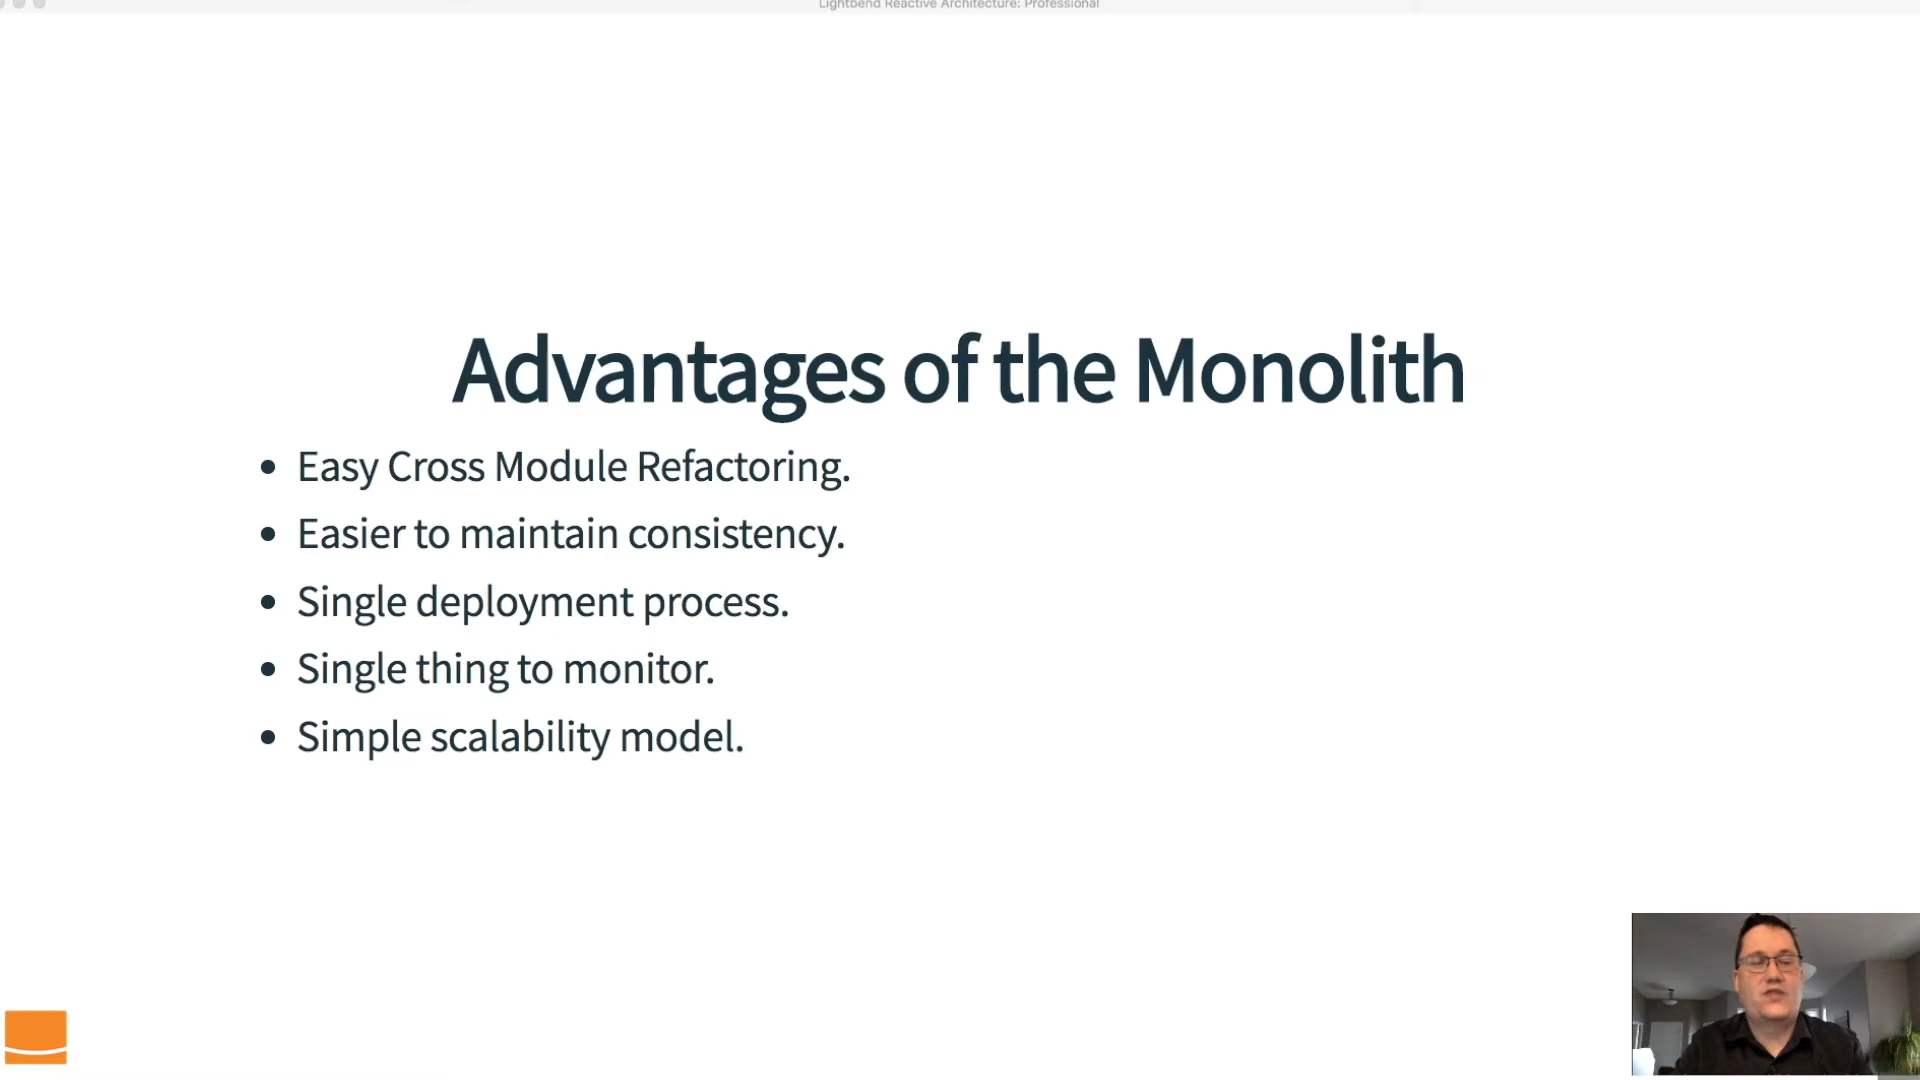 Lightbend Reactive Architecture: Professional
Advantages of the Monolith
Easy Cross Module Refactoring.
Easier to maintain consistency.
Single deployment process.
Single thing to monitor.
Simple scalability model.